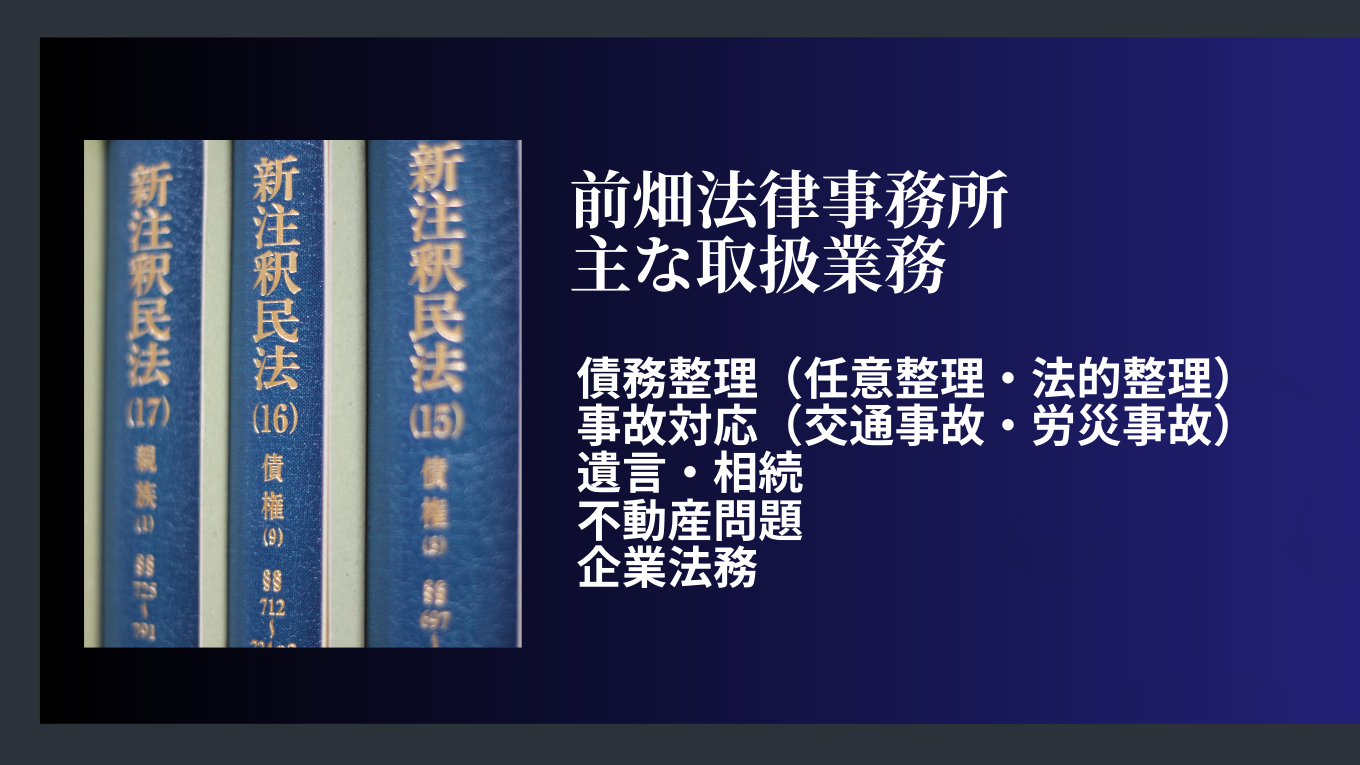 新注釈民法
(17)
親族
(1)
§§
725
〜
791
新注釈民法
(16)
債権
(9)
§§
712
〜
新注釈民法
(15)
債権
(8)
§§
697
〜
前畑法律事務所
主な取扱業務
債務整理（任意整理・法的整理）
事故対応（交通事故・労災事故）
遺言・相続
不動産問題
企業法務